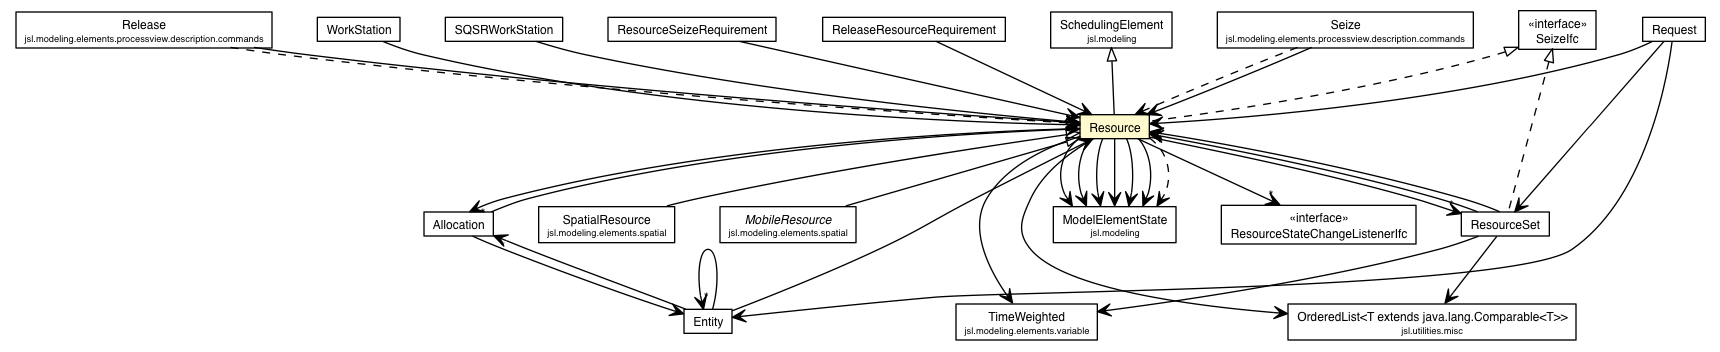 Release
jsl.modeling.elements.processview.description.commands
WorkStation
SQSRWorkStation
ResourceSeizeRequirement
ReleaseResourceRequirement
SchedulingElement
jsl.modeling
Seize
jsl.modeling.elements.processview.description.commands
«interface»
SeizeIfc
Request
Resource
Allocation
SpatialResource
jsl.modeling.elements.spatial
MobileResource
jsl.modeling.elements.spatial
ModelElementState
jsl.modeling
«interface»
ResourceStateChangeListenerIfc
ResourceSet
Entity
TimeWeighted
jsl.modeling.elements.variable
OrderedList<T extends java.lang.Comparable<T>>
jsl.utilities.misc